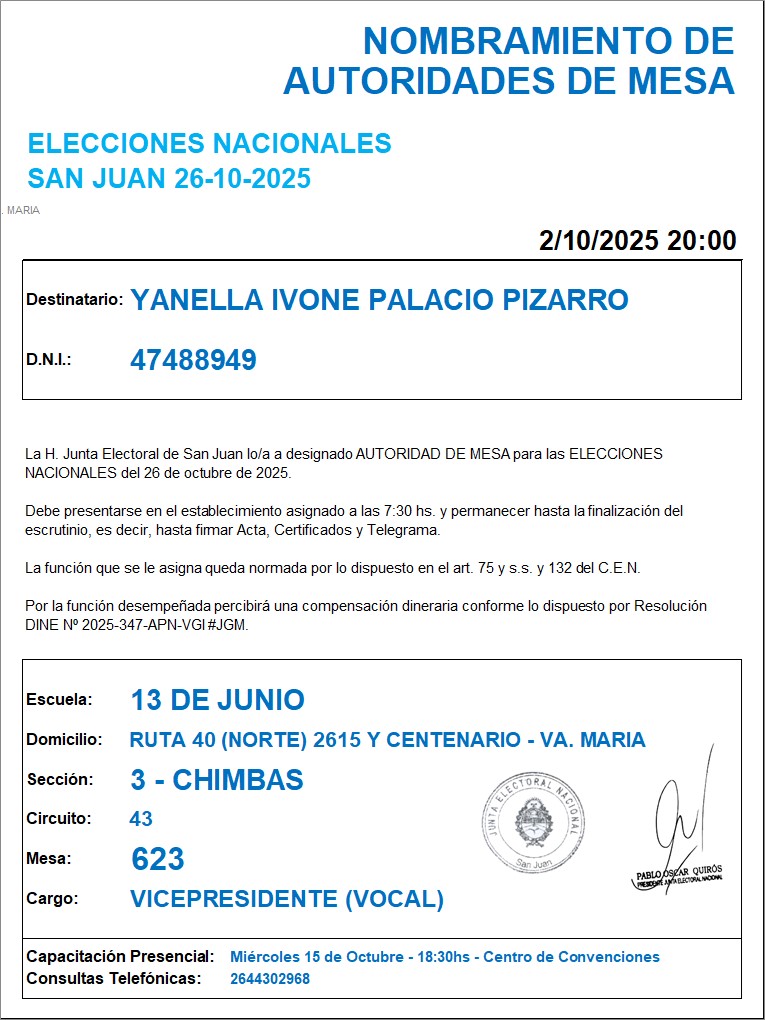 NOMBRAMIENTO DE
AUTORIDADES DE MESA
ELECCIONES NACIONALES
SAN JUAN 26-10-2025
. MARIA
2/10/2025 20:00
Destinatario: YANELLA IVONE PALACIO PIZARRO
D.N.I.: 47488949
La H. Junta Electoral de San Juan lo/a a designado AUTORIDAD DE MESA para las ELECCIONES
NACIONALES del 26 de octubre de 2025.
Debe presentarse en el establecimiento asignado a las 7:30 hs. y permanecer hasta la finalización del
escrutinio, es decir, hasta firmar Acta, Certificados y Telegrama.
La función que se le asigna queda normada por lo dispuesto en el art. 75 y s.s. y 132 del C.E.N.
Por la función desempeñada percibirá una compensación dineraria conforme lo dispuesto por Resolución
DINE Nº 2025-347-APN-VGI#JGM.
Escuela: 13 DE JUNIO
Domicilio: RUTA 40 (NORTE) 2615 Y CENTENARIO - VA. MARIA
Sección: 3 - CHIMBAS
Circuito: 43
Mesa: 623
Cargo: VICEPRESIDENTE (VOCAL)
JUNTA ELECTORAL NACIONAL
San Juan
PABLO OSCAR QUIRÓS
PRESIDENTE JUNTA ELECTORAL NACIONAL
Capacitación Presencial: Miércoles 15 de Octubre - 18:30hs - Centro de Convenciones
Consultas Telefónicas: 2644302968